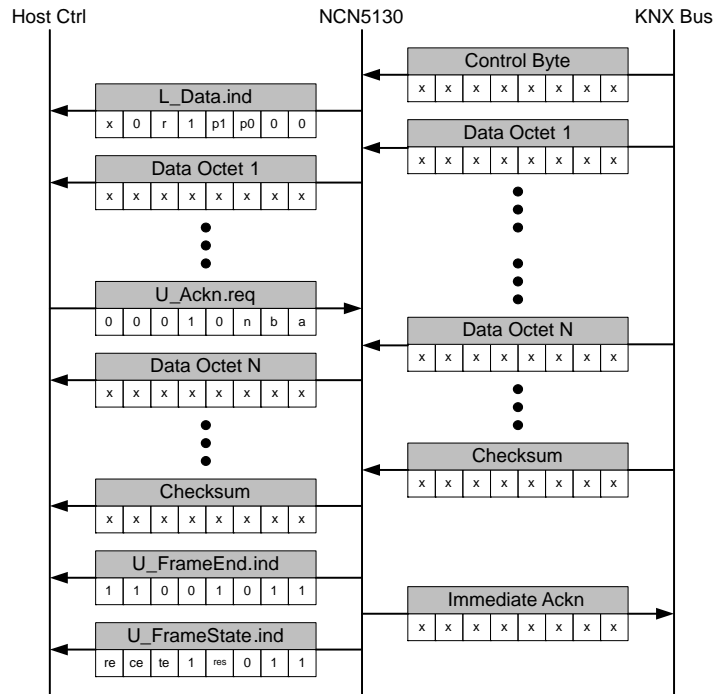 Host Ctrl NCN5130 KNX Bus
Control Byte
x x x x x x x x
L_Data.ind
x 0 r 1 p1 p0 0 0
Data Octet 1
x x x x x x x x
Data Octet 1
x x x x x x x x
U_Ackn.req
0 0 0 1 0 n b a
Data Octet N
x x x x x x x x
Data Octet N
x x x x x x x x
Checksum
x x x x x x x x
Checksum
x x x x x x x x
U_FrameEnd.ind
1 1 0 0 1 0 1 1
Immediate Ackn
x x x x x x x x
U_FrameState.ind
re ce te 1 res 0 1 1